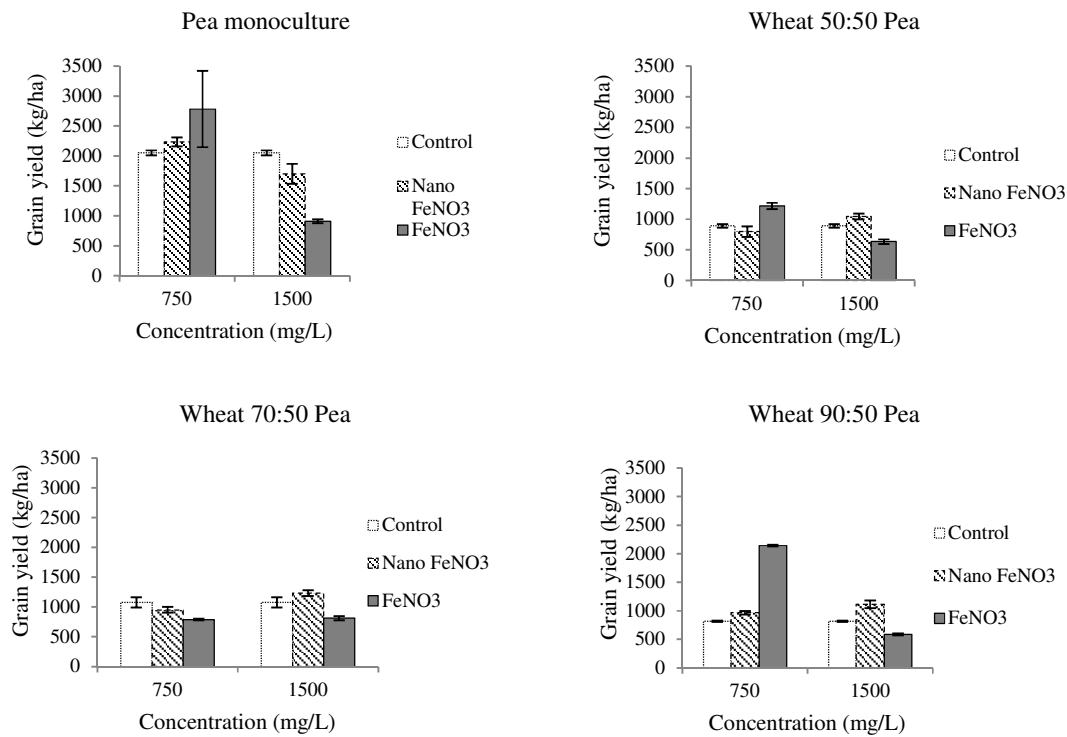 Pea monoculture
Grain yield (kg/ha)
3500
3000
2500
2000
1500
1000
500
0
750
1500
Concentration (mg/L)
Control
Nano
FeNO3
FeNO3
Wheat 50:50 Pea
Grain yield (kg/ha)
3500
3000
2500
2000
1500
1000
500
0
750
1500
Concentration (mg/L)
Control
Nano FeNO3
FeNO3
Wheat 70:50 Pea
Grain yield (kg/ha)
3500
3000
2500
2000
1500
1000
500
0
750
1500
Concentration (mg/L)
Control
Nano FeNO3
FeNO3
Wheat 90:50 Pea
Grain yield (kg/ha)
3500
3000
2500
2000
1500
1000
500
0
750
1500
Concentration (mg/L)
Control
Nano FeNO3
FeNO3